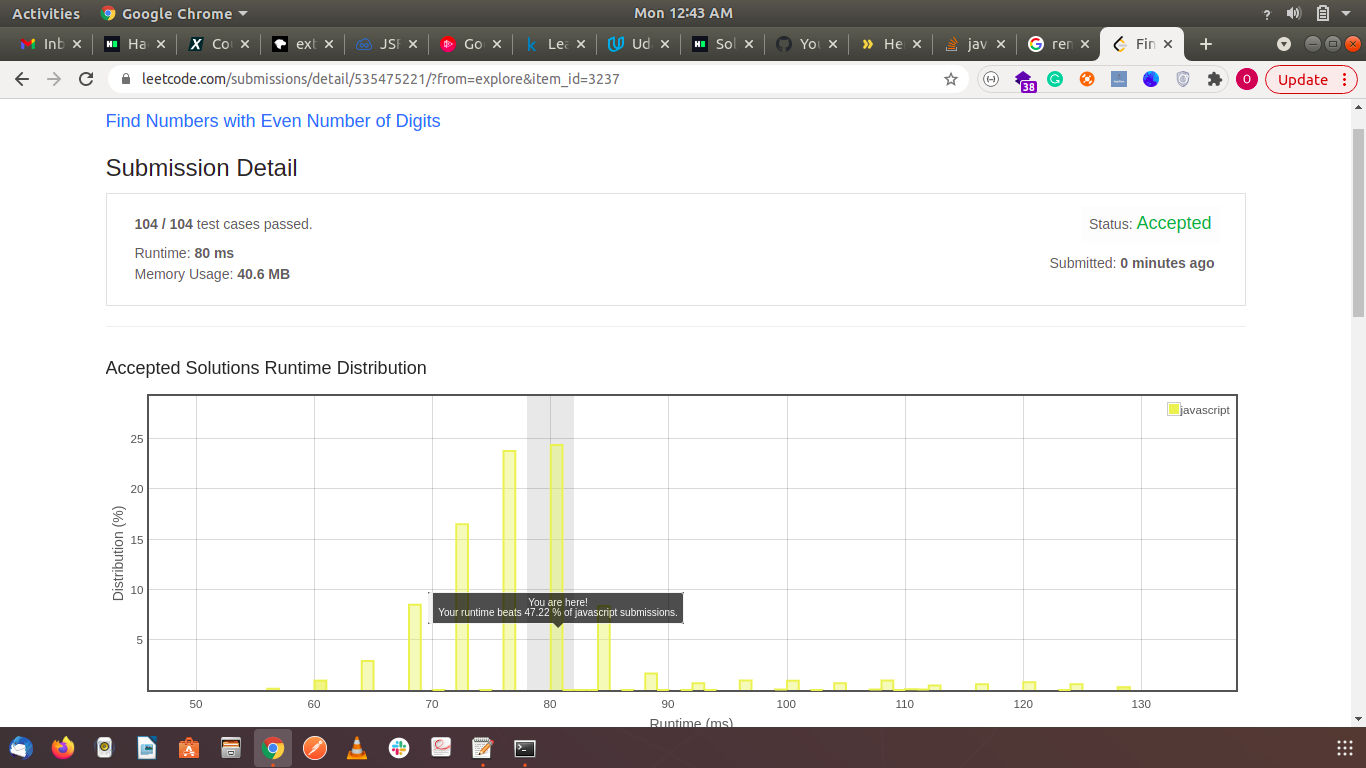 Activities Google Chrome Mon 12:43 AM ?
Inb Ha Co ext JSF Go Lea Uda Sol You He jav ren Fin
leetcode.com/submissions/detail/535475221/?from=explore&item_id=3237 38 O Update
Find Numbers with Even Number of Digits
Submission Detail
104 / 104 test cases passed. Status: Accepted
Runtime: 80 ms
Submitted: 0 minutes ago
Memory Usage: 40.6 MB
Accepted Solutions Runtime Distribution
javascript
25
20
15
10
5
Distribution (%)
You are here!
Your runtime beats 47.22 % of javascript submissions.
50 60 70 80 90 100 110 120 130
Runtime (ms)